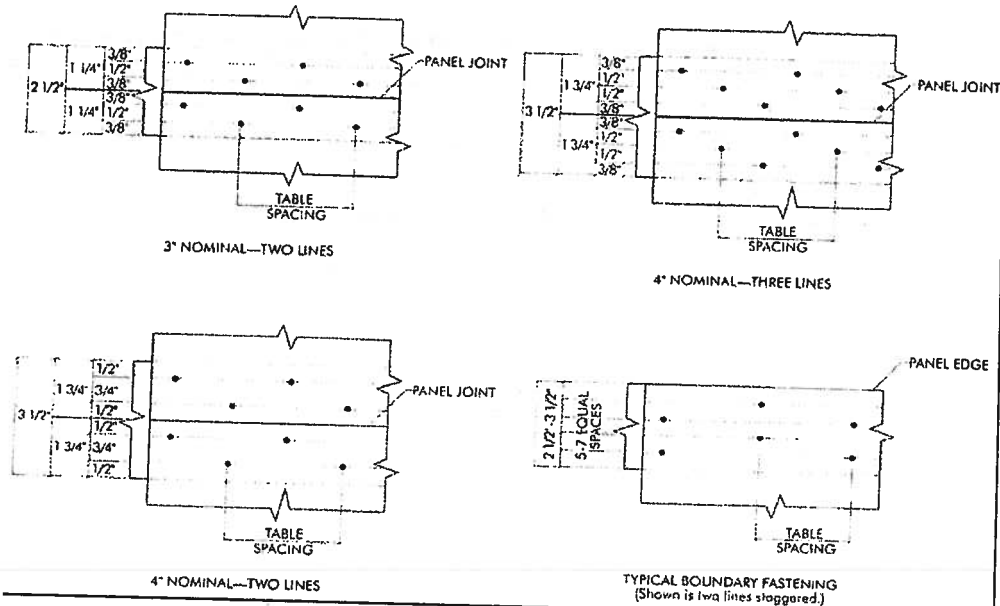 2 1/2"
1 1/4"
1 1/4"
3/8"
1/2"
3/8"
3/8"
1/2"
3/8"
PANEL JOINT
TABLE
SPACING
3" NOMINAL—TWO LINES
3 1/2"
1 3/4"
1 3/4"
3/8"
1/2"
1/2"
3/8"
3/8"
1/2"
1/2"
3/8"
PANEL JOINT
TABLE
SPACING
4" NOMINAL—THREE LINES
3 1/2"
1 3/4"
1 3/4"
1/2"
3/4"
1/2"
1/2"
3/4"
1/2"
PANEL JOINT
TABLE
SPACING
4" NOMINAL—TWO LINES
2 1/2"-3 1/2"
5-7 EQUAL
SPACES
PANEL EDGE
TABLE
SPACING
TYPICAL BOUNDARY FASTENING
(Shown is two lines staggered.)